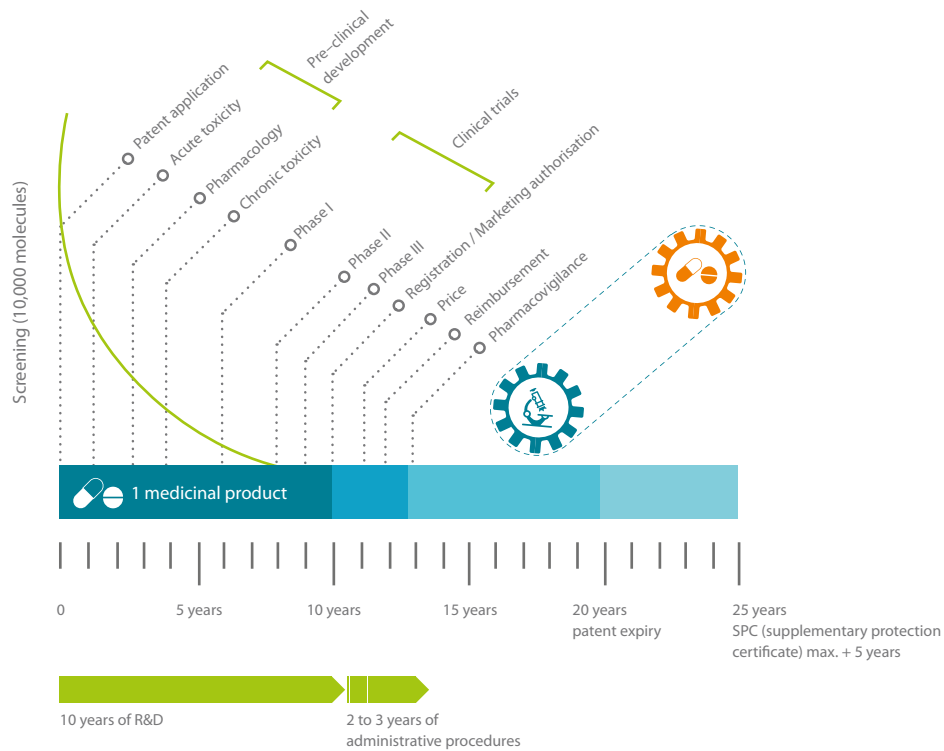 Pre–clinical
development
Clinical trials
Patent application
Acute toxicity
Pharmacology
Chronic toxicity
Phase I
Phase II
Phase III
Registration / Marketing authorisation
Price
Reimbursement
Pharmacovigilance
Screening (10,000 molecules)
1 medicinal product
0
5 years
10 years
15 years
20 years
patent expiry
25 years
SPC (supplementary protection
certificate) max. + 5 years
10 years of R&D
2 to 3 years of
administrative procedures